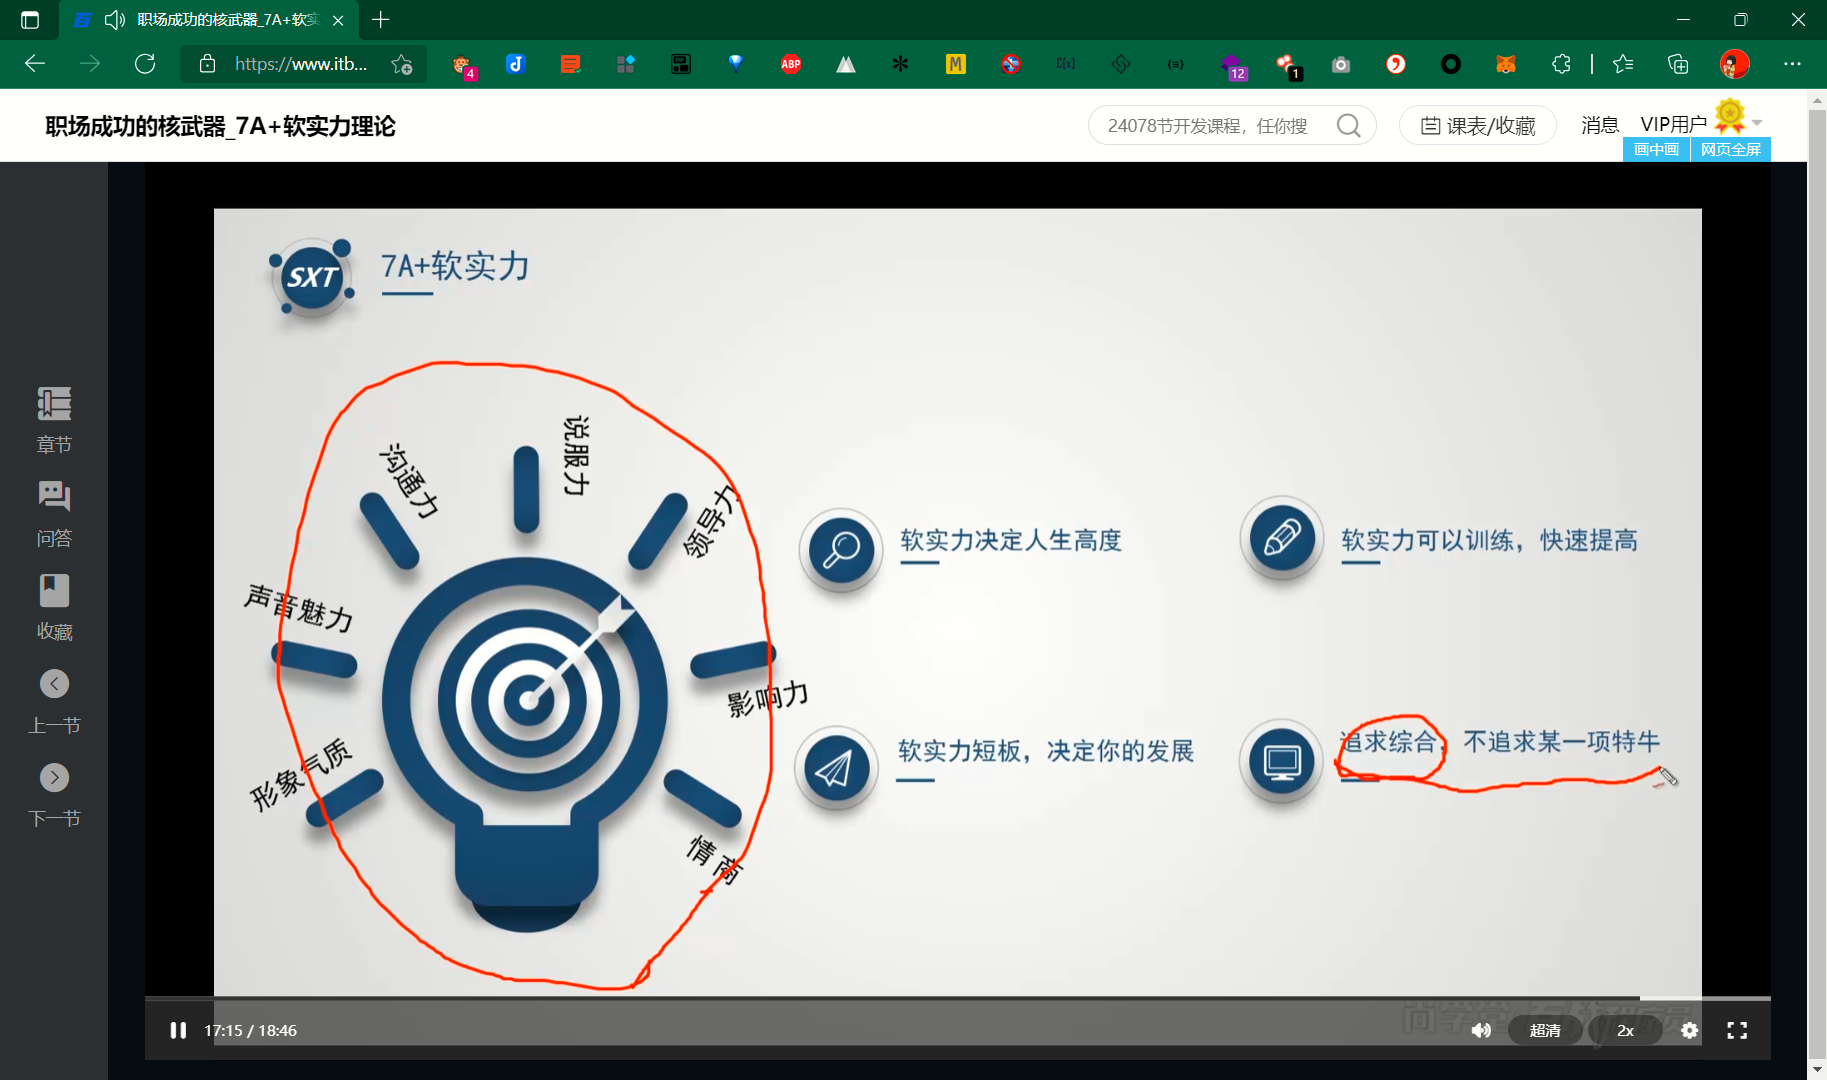 职场成功的核武器_7A+软实
https://www.itb...
4
ABP
M
C[x]
12
1
职场成功的核武器_7A+软实力理论
24078节开发课程，任你搜
课表/收藏
消息
VIP用户
画中画
网页全屏
章节
问答
收藏
上一节
下一节
SXT
7A+软实力
说服力
沟通力
领导力
声音魅力
影响力
形象气质
情商
软实力决定人生高度
软实力可以训练，快速提高
软实力短板，决定你的发展
追求综合，不追求某一项特牛
17:15 / 18:46
超清
2x